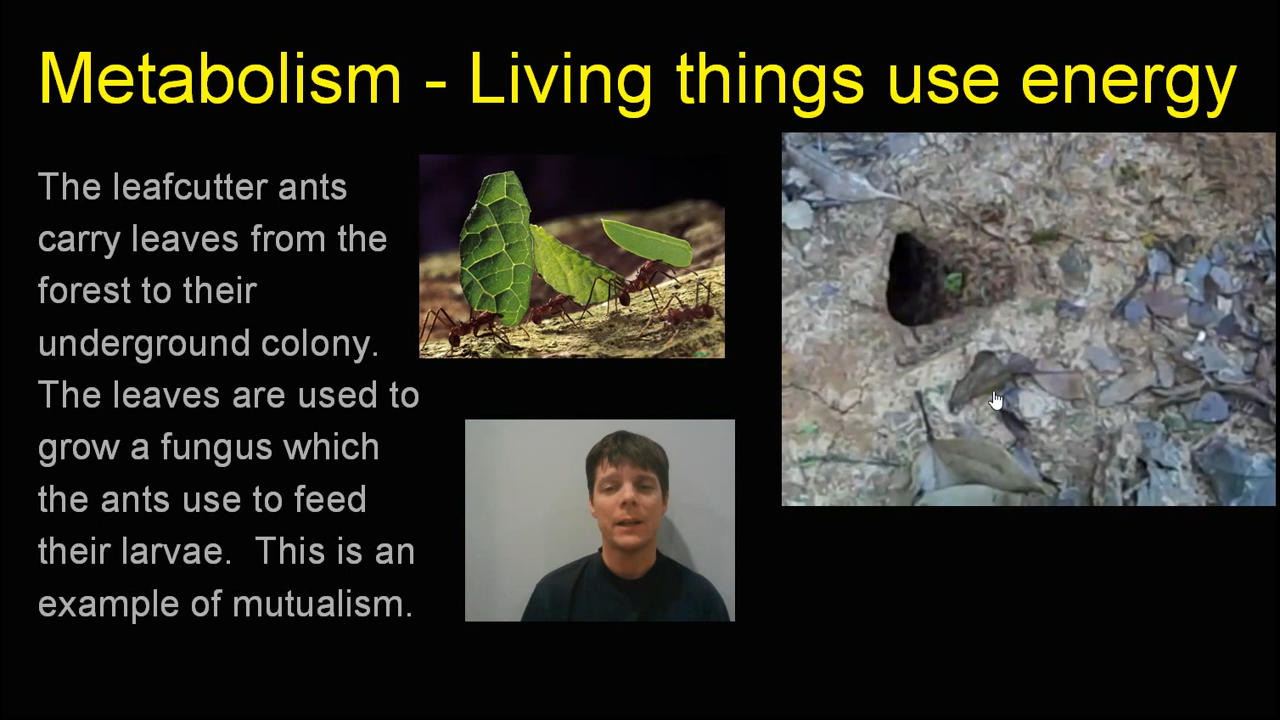 Metabolism - Living things use energy
The leafcutter ants
carry leaves from the
forest to their
underground colony.
The leaves are used to
grow a fungus which
the ants use to feed
their larvae.  This is an
example of mutualism.